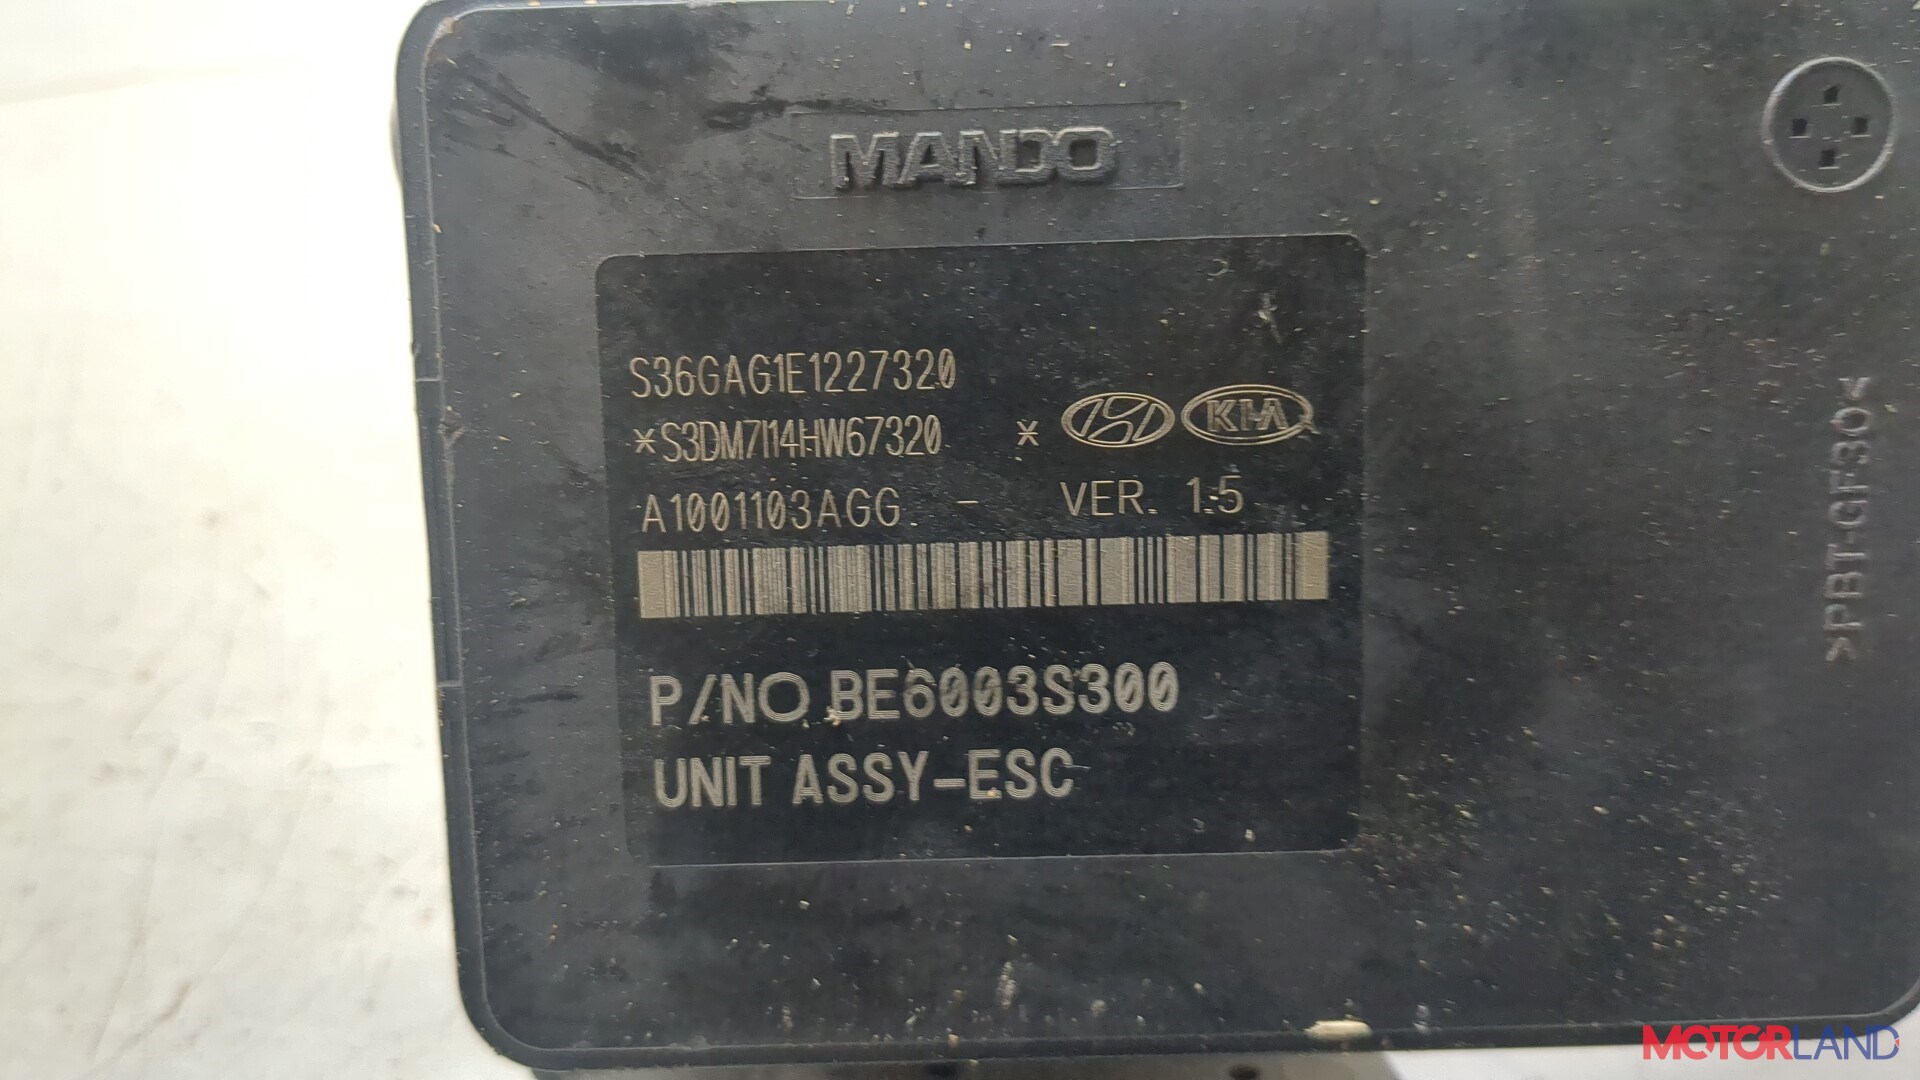 MANDO
S36GAG1E1227320
*S3DM7I14HW67320 * KIA
A1001103AGG - VER. 1.5
P/NO BE6003S300
UNIT ASSY-ESC
>PBT-GF30<
MOTORLAND